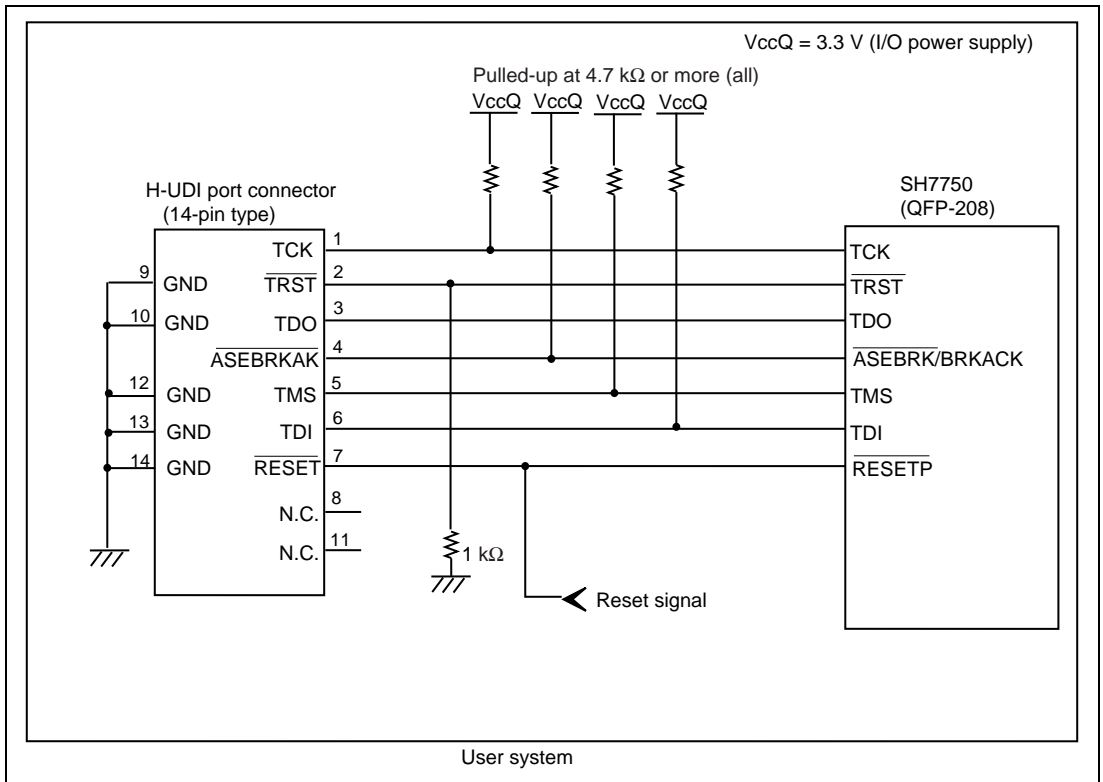 VccQ = 3.3 V (I/O power supply)
Pulled-up at 4.7 kΩ or more (all)
VccQ VccQ VccQ VccQ
H-UDI port connector
(14-pin type)
SH7750
(QFP-208)
TCK 1 TCK
9 GND TRST 2 TRST
10 GND TDO 3 TDO
ASEBRKAK 4 ASEBRK/BRKACK
12 GND TMS 5 TMS
13 GND TDI 6 TDI
14 GND RESET 7 RESETP
N.C. 8
N.C. 11
1 kΩ
Reset signal
User system